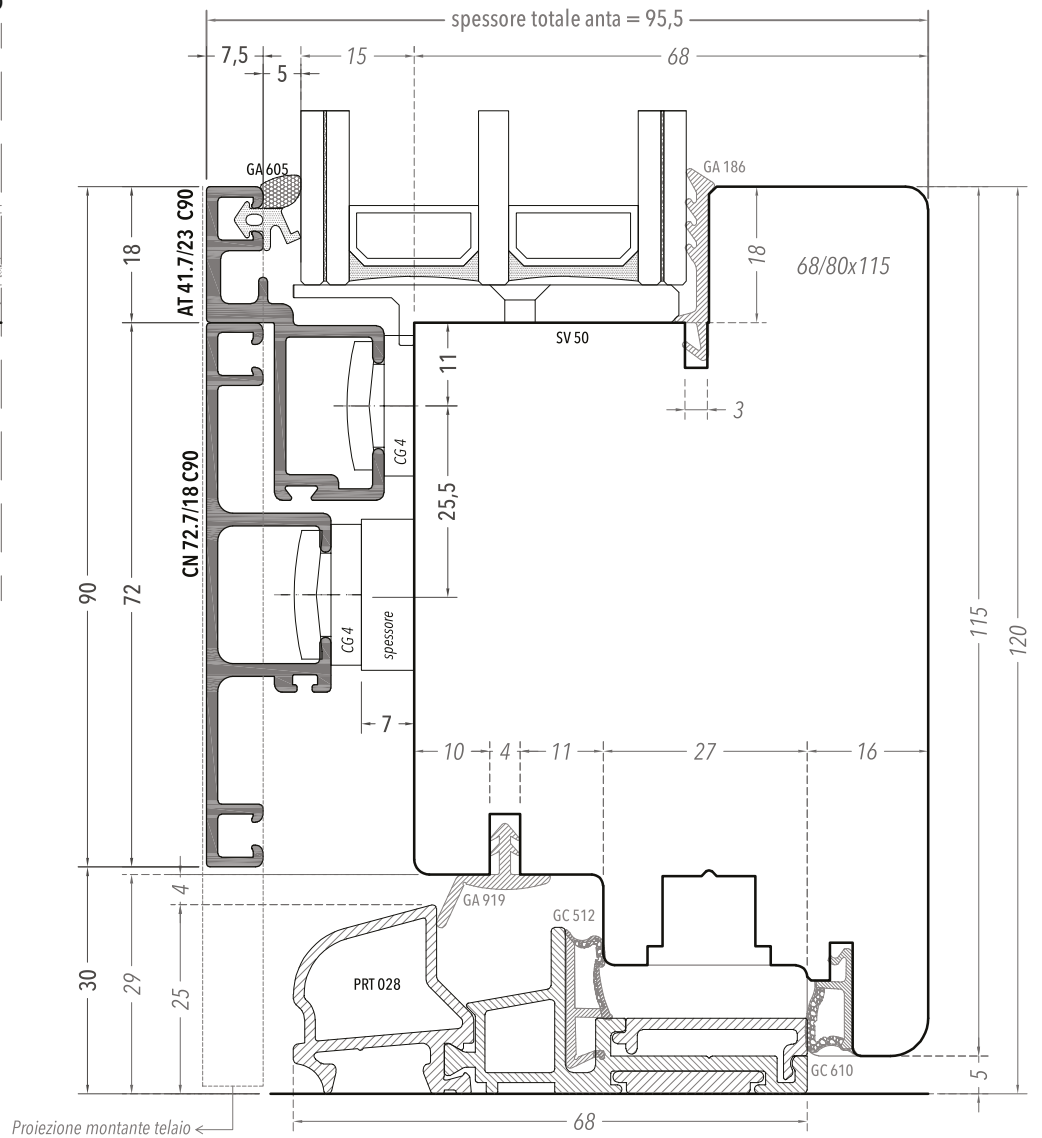 spessore totale anta = 95,5
7,5
15
68
5
GA 605
GA 186
AT 41.7/23 C90
18
18
68/80x115
SV 50
11
3
CG 4
CN 72.7/18 C90
25,5
90
72
115
120
CG 4
spessore
7
10
4
11
27
16
4
GA 919
GC 512
30
29
25
PRT 028
GC 610
5
68
Proiezione montante telaio